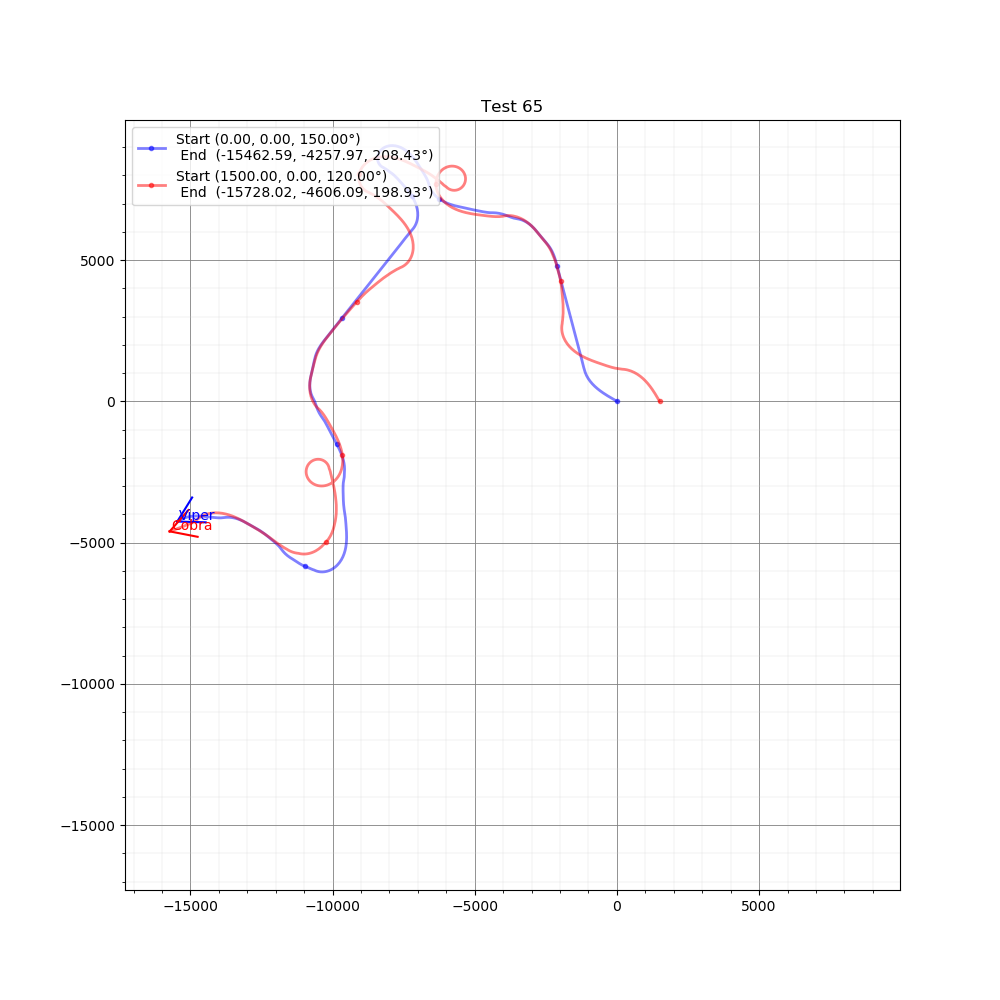 Test 65
Start (0.00, 0.00, 150.00°)
End (-15462.59, -4257.97, 208.43°)
Start (1500.00, 0.00, 120.00°)
End (-15728.02, -4606.09, 198.93°)
5000
0
−5000
−10000
−15000
Viper
Cobra
−15000 −10000 −5000 0 5000